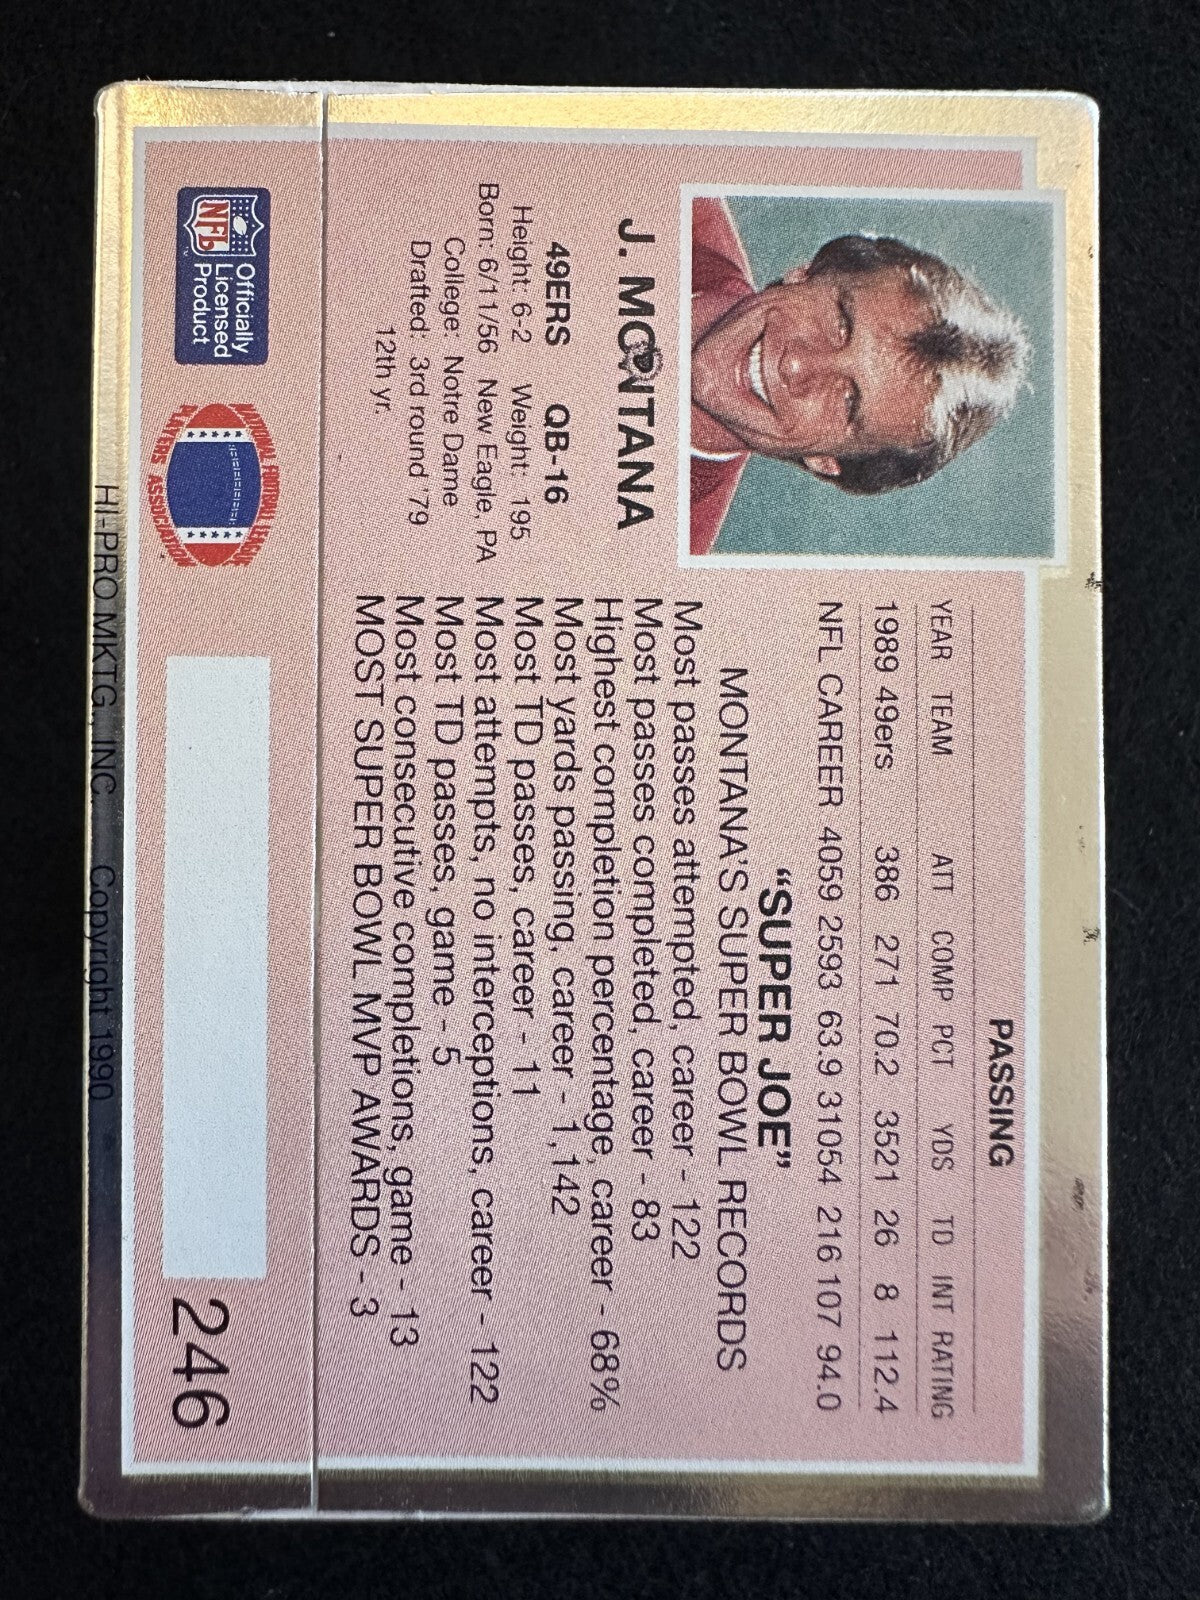 PASSING
YEAR TEAM ATT COMP PCT YDS TD INT RATING
1989 49ers 386 271 70.2 3521 26 8 112.4
NFL CAREER 4059 2593 63.9 31054 216 107 94.0
J. MONTANA
49ERS QB-16
Height: 6-2 Weight: 195
Born: 6/11/56 New Eagle, PA
College: Notre Dame
Drafted: 3rd round '79
12th yr.
"SUPER JOE"
MONTANA'S SUPER BOWL RECORDS
Most passes attempted, career - 122
Most passes completed, career - 83
Highest completion percentage, career - 68%
Most yards passing, career - 1,142
Most TD passes, career - 11
Most attempts, no interceptions, career - 122
Most TD passes, game - 5
Most consecutive completions, game - 13
MOST SUPER BOWL MVP AWARDS - 3
NFL
Officially
Licensed
Product
NATIONAL FOOTBALL LEAGUE
PLAYERS ASSOCIATION
246
HI-PRO MKTG, INC. Copyright 1990